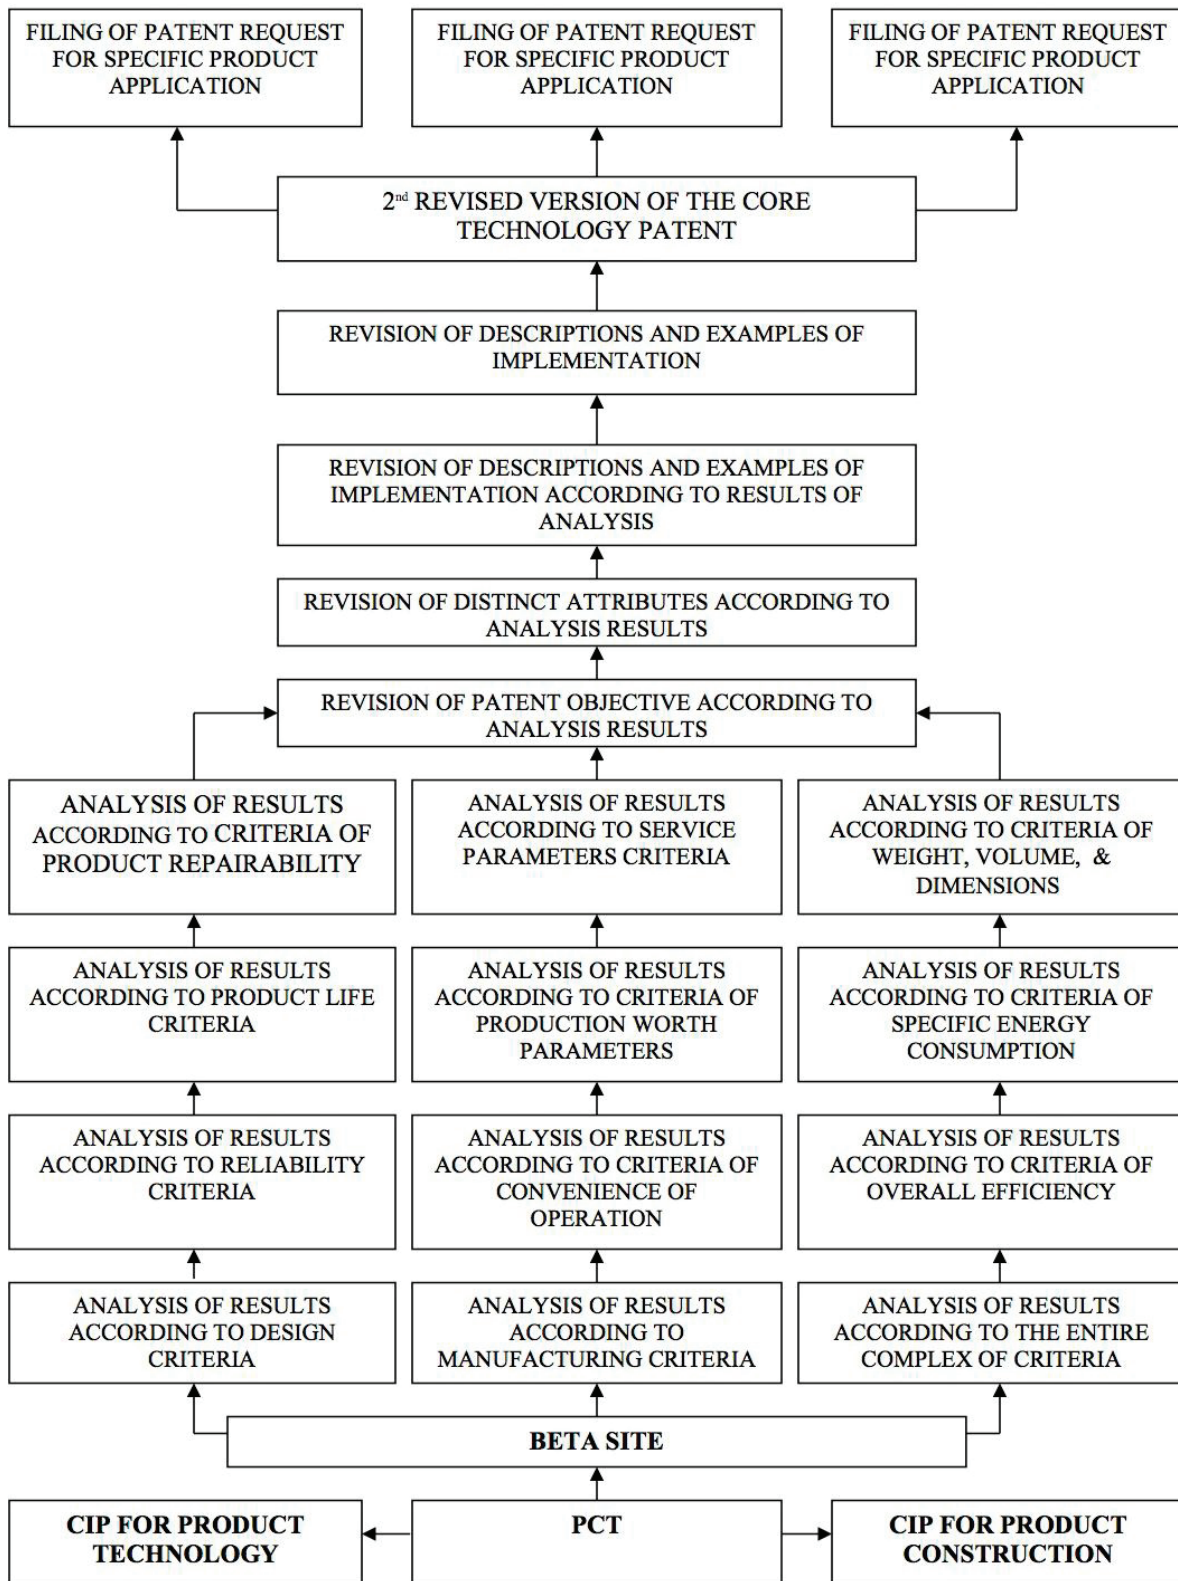 FILING OF PATENT REQUEST
FOR SPECIFIC PRODUCT
APPLICATION
FILING OF PATENT REQUEST
FOR SPECIFIC PRODUCT
APPLICATION
FILING OF PATENT REQUEST
FOR SPECIFIC PRODUCT
APPLICATION
2nd REVISED VERSION OF THE CORE
TECHNOLOGY PATENT
REVISION OF DESCRIPTIONS AND EXAMPLES OF
IMPLEMENTATION
REVISION OF DESCRIPTIONS AND EXAMPLES OF
IMPLEMENTATION ACCORDING TO RESULTS OF
ANALYSIS
REVISION OF DISTINCT ATTRIBUTES ACCORDING TO
ANALYSIS RESULTS
REVISION OF PATENT OBJECTIVE ACCORDING TO
ANALYSIS RESULTS
ANALYSIS OF RESULTS
ACCORDING TO CRITERIA OF
PRODUCT REPAIRABILITY
ANALYSIS OF RESULTS
ACCORDING TO SERVICE
PARAMETERS CRITERIA
ANALYSIS OF RESULTS
ACCORDING TO CRITERIA OF
WEIGHT, VOLUME, &
DIMENSIONS
ANALYSIS OF RESULTS
ACCORDING TO PRODUCT LIFE
CRITERIA
ANALYSIS OF RESULTS
ACCORDING TO CRITERIA OF
PRODUCTION WORTH
PARAMETERS
ANALYSIS OF RESULTS
ACCORDING TO CRITERIA OF
SPECIFIC ENERGY
CONSUMPTION
ANALYSIS OF RESULTS
ACCORDING TO RELIABILITY
CRITERIA
ANALYSIS OF RESULTS
ACCORDING TO CRITERIA OF
CONVENIENCE OF
OPERATION
ANALYSIS OF RESULTS
ACCORDING TO CRITERIA OF
OVERALL EFFICIENCY
ANALYSIS OF RESULTS
ACCORDING TO DESIGN
CRITERIA
ANALYSIS OF RESULTS
ACCORDING TO
MANUFACTURING CRITERIA
ANALYSIS OF RESULTS
ACCORDING TO THE ENTIRE
COMPLEX OF CRITERIA
BETA SITE
CIP FOR PRODUCT
TECHNOLOGY
PCT
CIP FOR PRODUCT
CONSTRUCTION